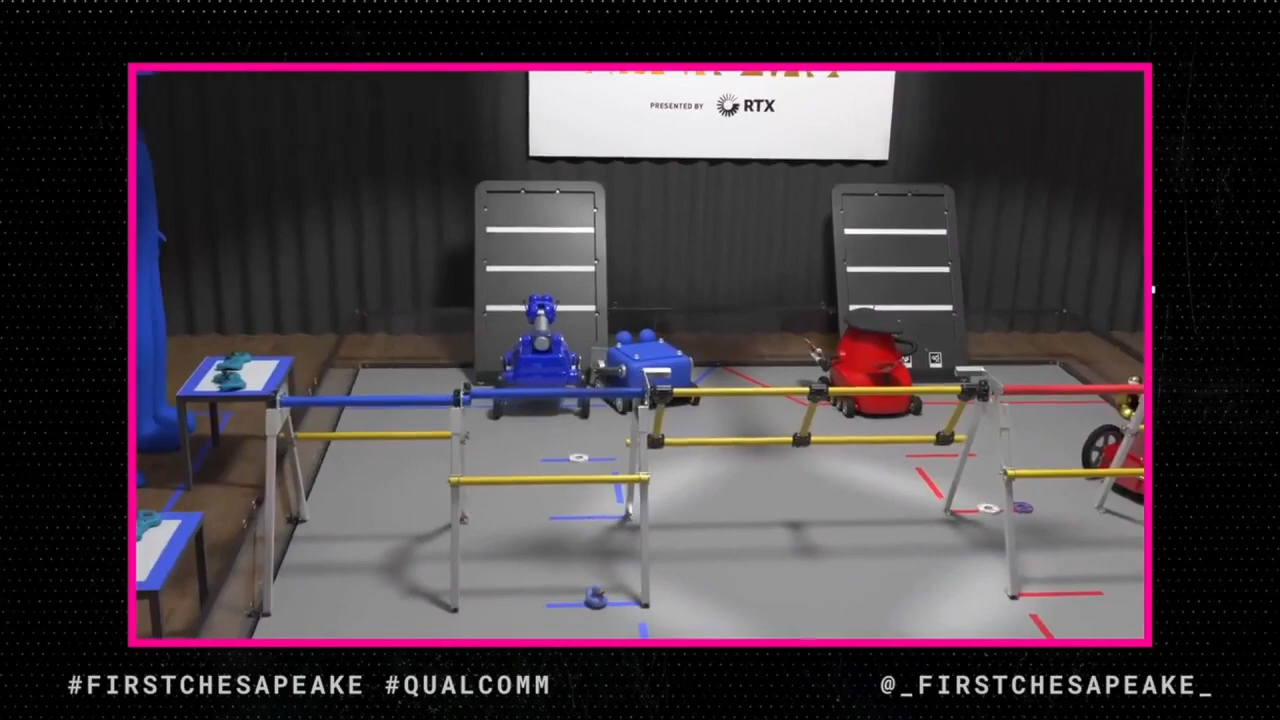 PRESENTED BY RTX
#FIRSTCHESAPEAKE #QUALCOMM
@_FIRSTCHESAPEAKE_